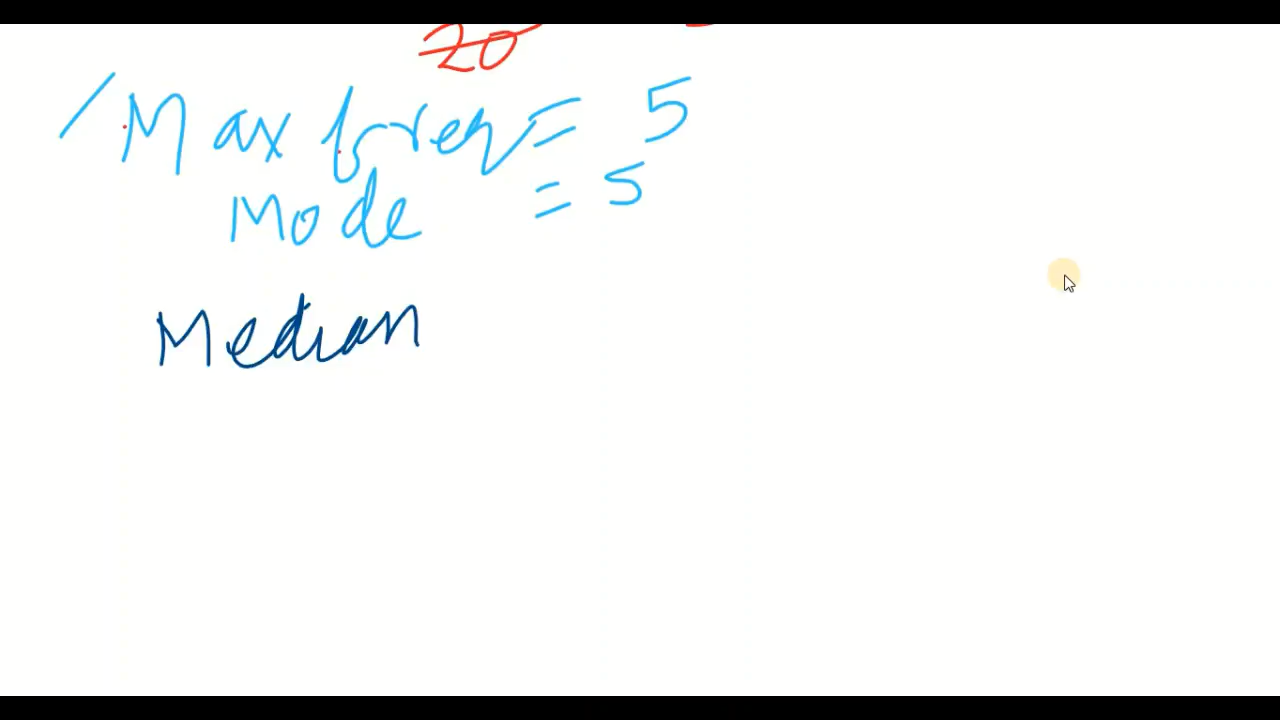 20
Max freq = 5
Mode = 5
Median